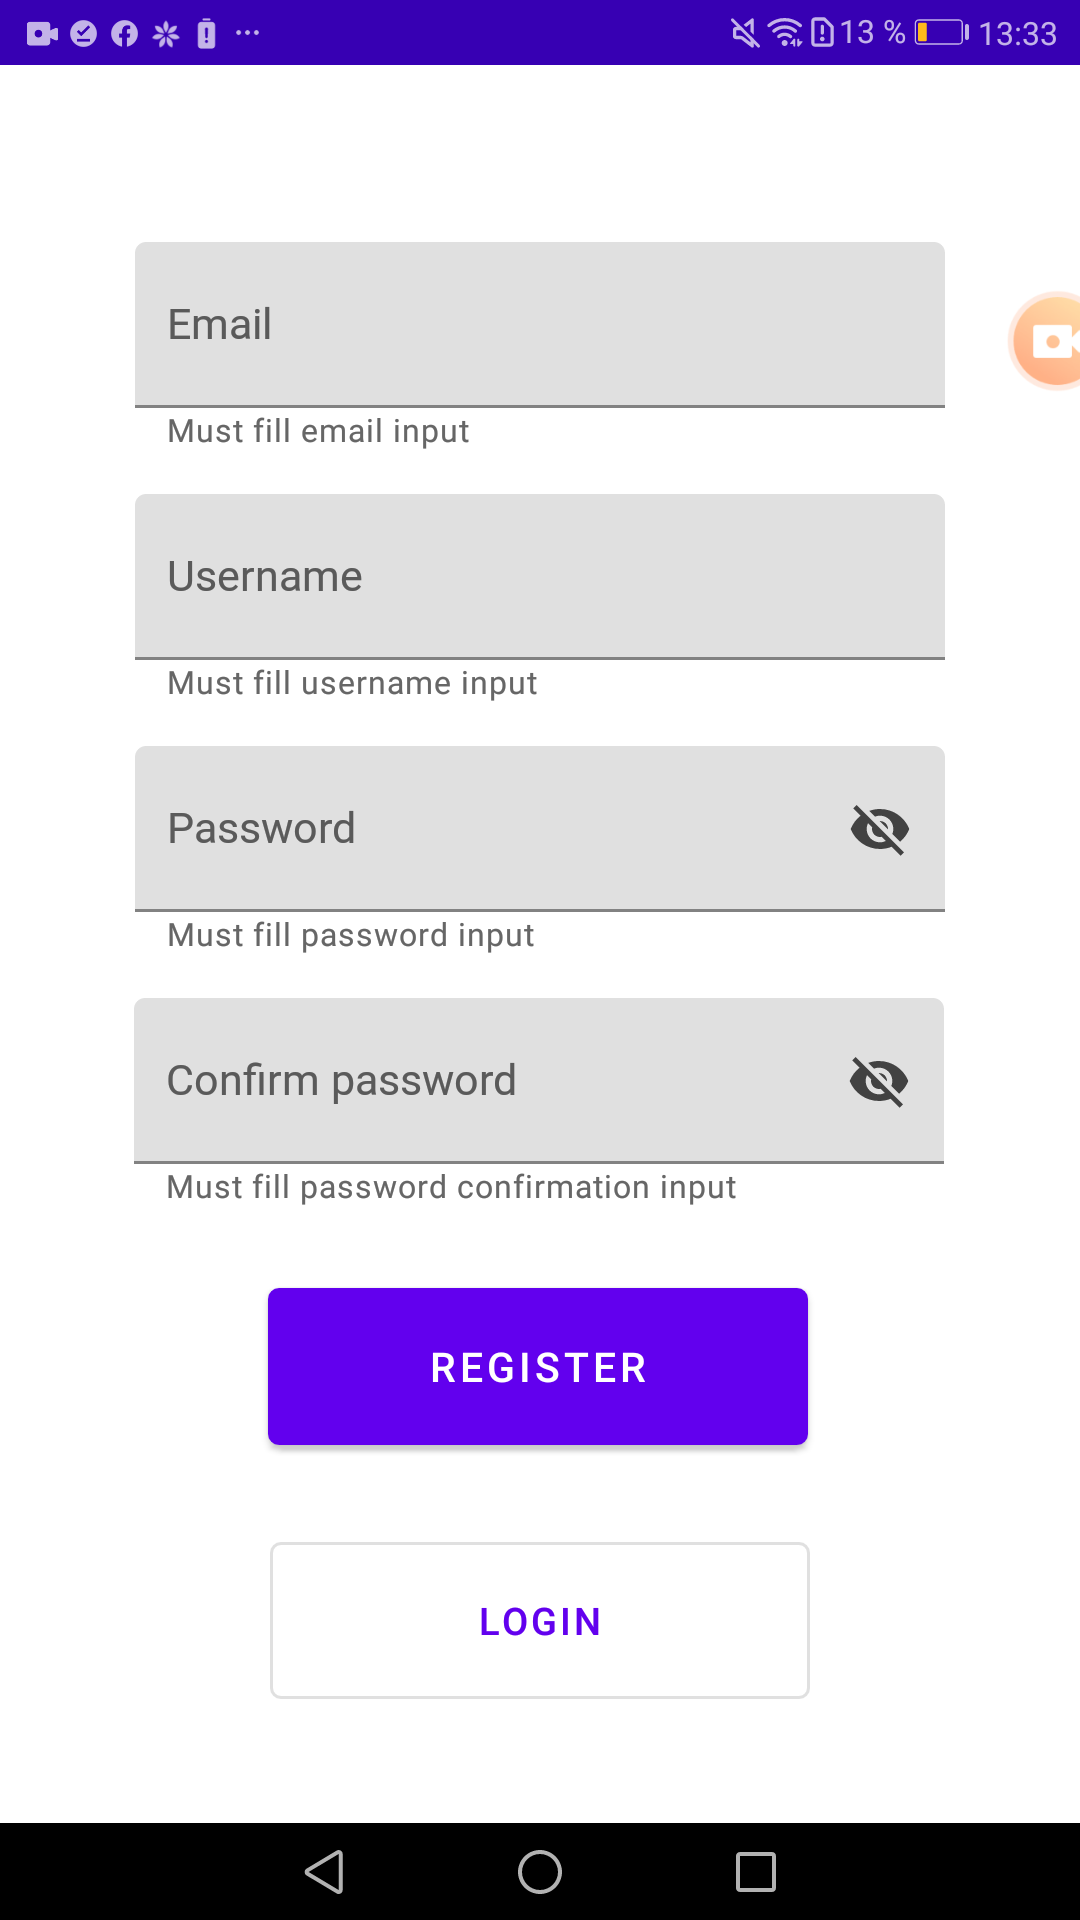 13 % 13:33
Email
Must fill email input
Username
Must fill username input
Password
Must fill password input
Confirm password
Must fill password confirmation input
REGISTER
LOGIN